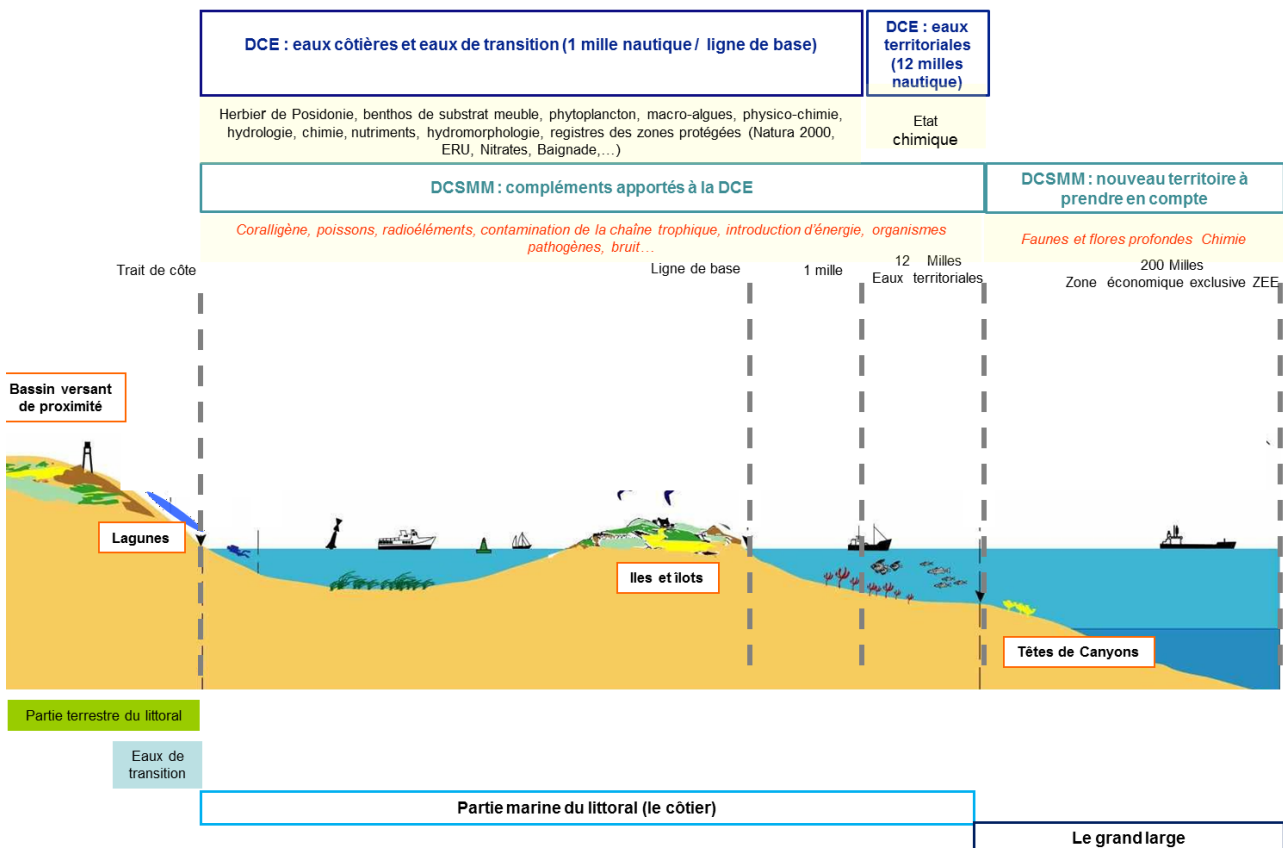 DCE : eaux côtières et eaux de transition (1 mille nautique / ligne de base)
DCE : eaux
territoriales
(12 milles
nautique)
Herbier de Posidonie, benthos de substrat meuble, phytoplancton, macro-algues, physico-chimie,
hydrologie, chimie, nutriments, hydromorphologie, registres des zones protégées (Natura 2000,
ERU, Nitrates, Baignade,…)
Etat
chimique
DCSMM : compléments apportés à la DCE
DCSMM : nouveau territoire à
prendre en compte
Coralligène, poissons, radioéléments, contamination de la chaîne trophique, introduction d'énergie, organismes
pathogènes, bruit…
Faunes et flores profondes Chimie
Trait de côte
Ligne de base
1 mille
12 Milles
Eaux territoriales
200 Milles
Zone économique exclusive ZEE
Bassin versant
de proximité
Lagunes
Iles et îlots
Têtes de Canyons
Partie terrestre du littoral
Eaux de
transition
Partie marine du littoral (le côtier)
Le grand large